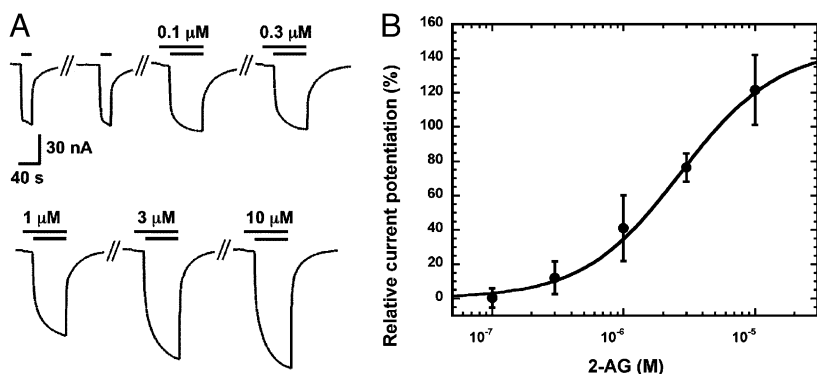 A
0.1 μM
0.3 μM
30 nA
40 s
1 μM
3 μM
10 μM
B
Relative current potentiation (%)
160
140
120
100
80
60
40
20
0
10⁻⁷
10⁻⁶
10⁻⁵
2-AG (M)